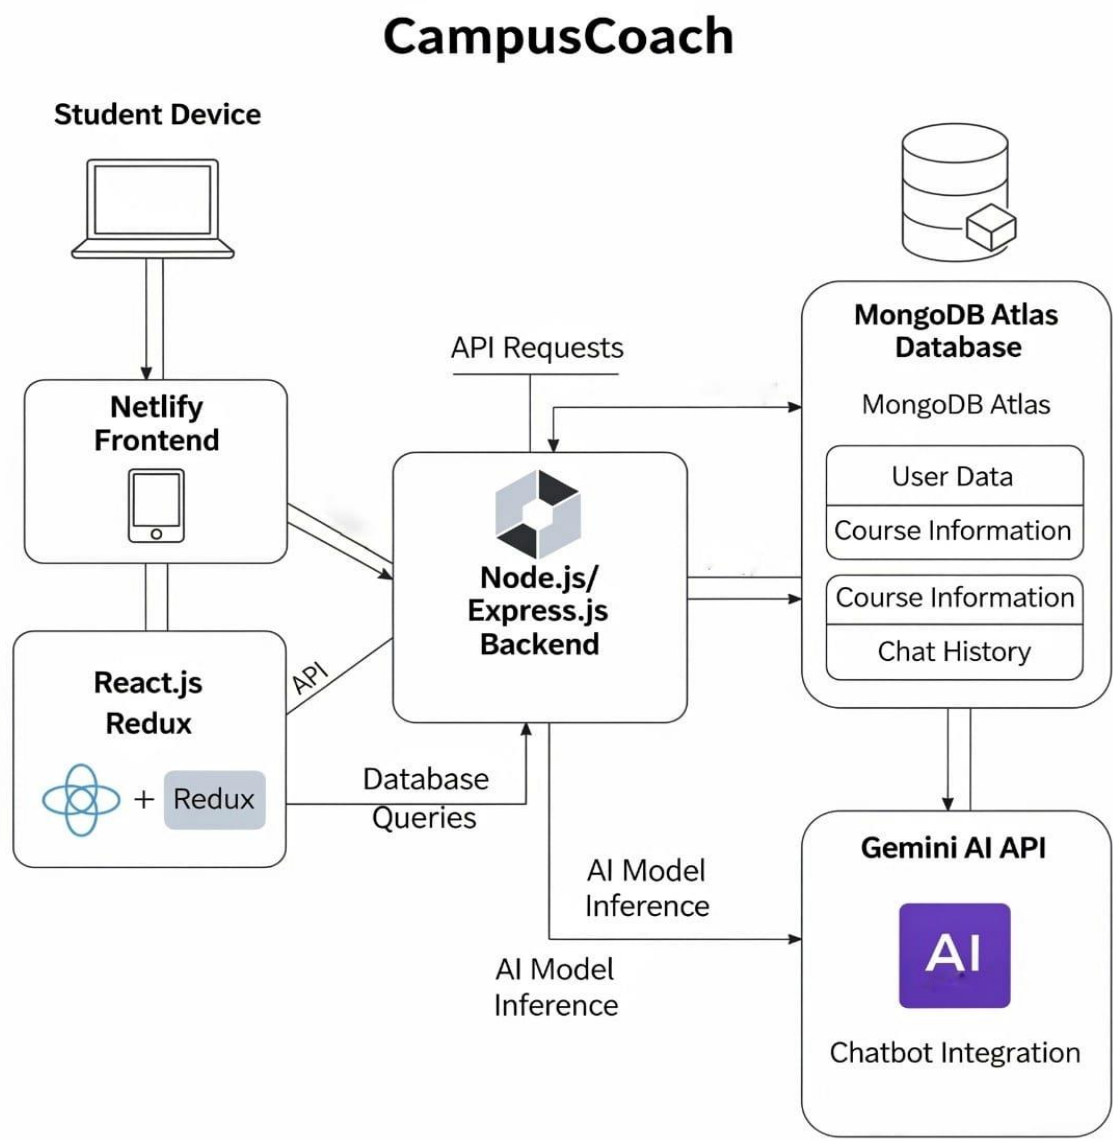 CampusCoach
Student Device
Netlify
Frontend
React.js
Redux
+ Redux
API
API Requests
Node.js/
Express.js
Backend
Database
Queries
AI Model
Inference
AI Model
Inference
MongoDB Atlas
Database
MongoDB Atlas
User Data
Course Information
Course Information
Chat History
Gemini AI API
AI
Chatbot Integration